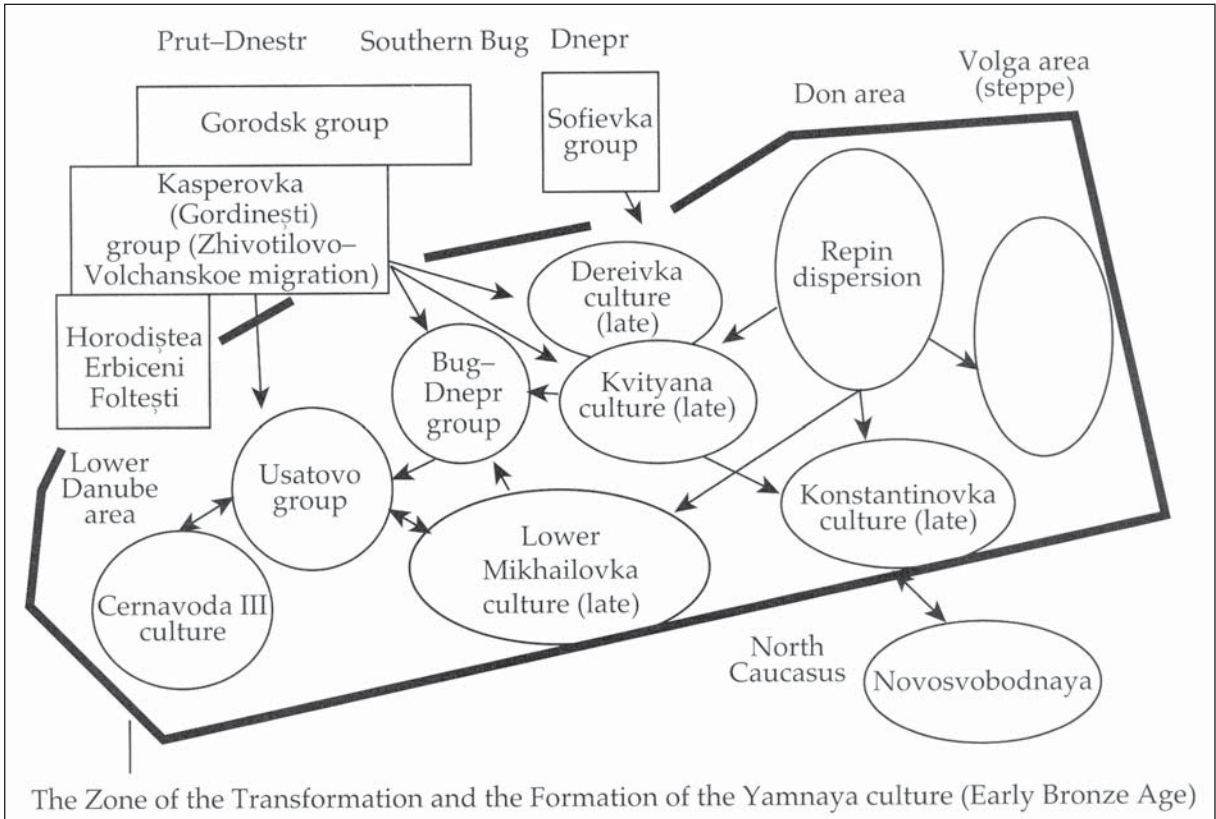 Prut–Dnestr
Southern Bug
Dnepr
Volga area
(steppe)
Don area
Gorodsk group
Sofievka
group
Kasperovka
(Gordinești)
group (Zhivotilovo–
Volchanskoe migration)
Repin
dispersion
Dereivka
culture
(late)
Horodiștea
Erbiceni
Foltești
Bug–
Dnepr
group
Kvityana
culture (late)
Lower
Danube
area
Usatovo
group
Konstantinovka
culture (late)
Lower
Mikhailovka
culture (late)
Cernavoda III
culture
North
Caucasus
Novosvobodnaya
The Zone of the Transformation and the Formation of the Yamnaya culture (Early Bronze Age)